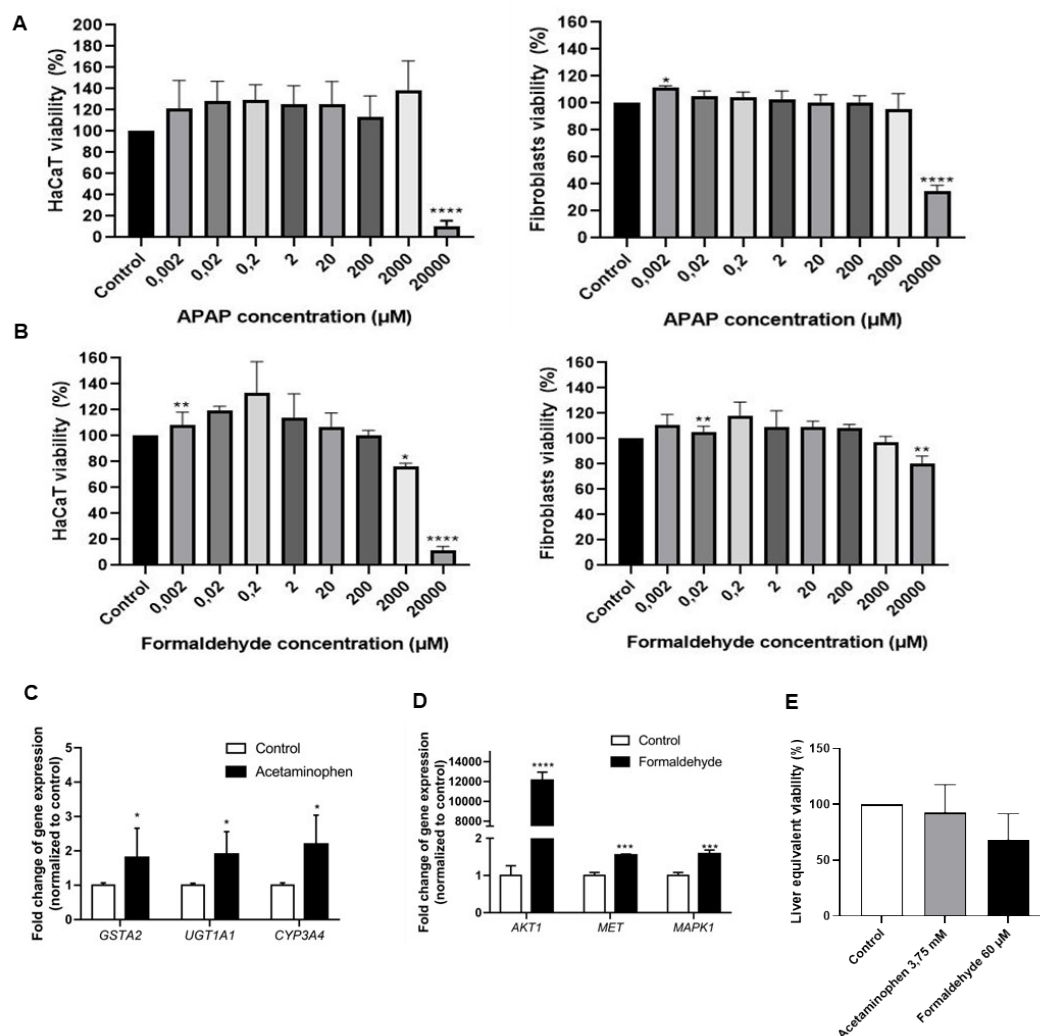 A
HaCaT viability (%)
200
180
160
140
120
100
80
60
40
20
0
****
Control
0,002
0,02
0,2
2
20
200
2000
20000
APAP concentration (µM)
Fibroblasts viability (%)
160
140
120
100
80
60
40
20
0
*
****
Control
0,002
0,02
0,2
2
20
200
2000
20000
APAP concentration (µM)
B
HaCaT viability (%)
160
140
120
100
80
60
40
20
0
**
*
****
Control
0,002
0,02
0,2
2
20
200
2000
20000
Formaldehyde concentration (µM)
Fibroblasts viability (%)
160
140
120
100
80
60
40
20
0
**
**
Control
0,002
0,02
0,2
2
20
200
2000
20000
Formaldehyde concentration (µM)
C
Fold change of gene expression
(normalized to control)
5
4
3
2
1
0
Control
Acetaminophen
*
*
*
GSTA2
UGT1A1
CYP3A4
D
Fold change of gene expression
(normalized to control)
14000
12000
10000
8000
2
1
0
Control
Formaldehyde
****
***
***
AKT1
MET
MAPK1
E
Liver equivalent viability (%)
150
100
50
0
Control
Acetaminophen 3,75 mM
Formaldehyde 60 µM